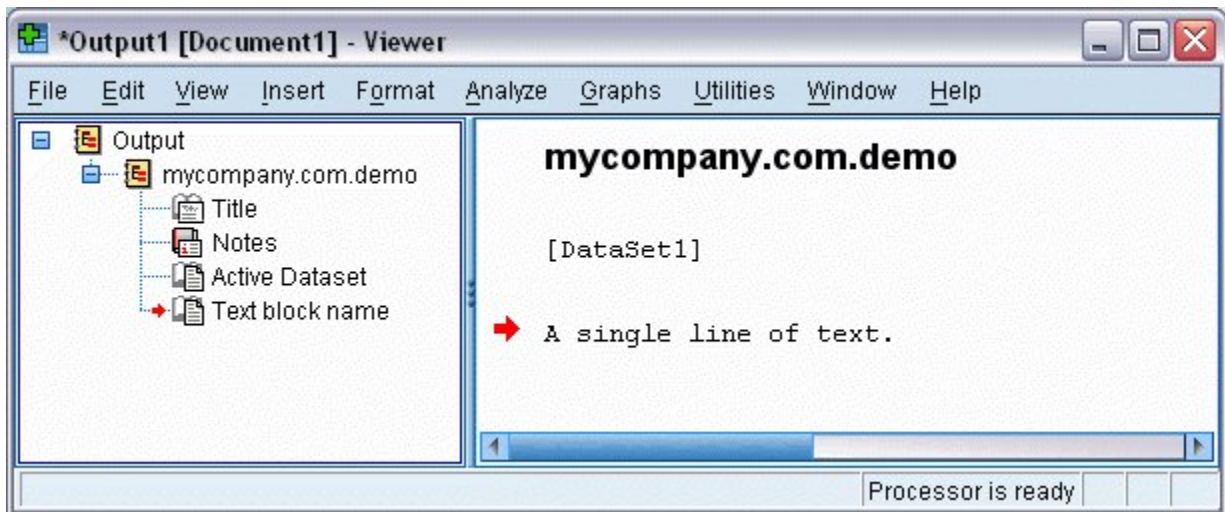 *Output1 [Document1] - Viewer
File Edit View Insert Format Analyze Graphs Utilities Window Help
Output
mycompany.com.demo
Title
Notes
Active Dataset
Text block name
mycompany.com.demo
[DataSet1]
A single line of text.
Processor is ready